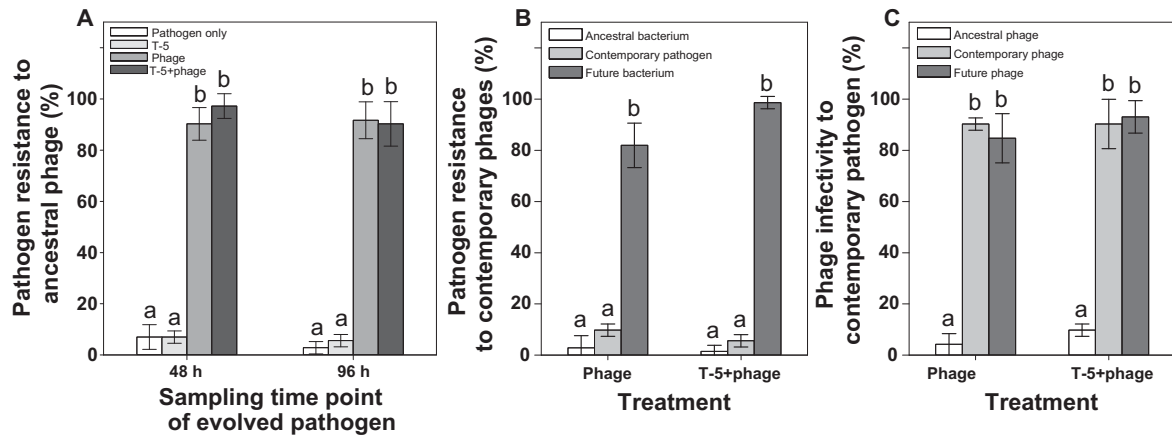 A
Pathogen only
T-5
Phage
T-5+phage
Pathogen resistance to
ancestral phage (%)
100
80
60
40
20
0
a
a
b
b
a
a
b
b
48 h
96 h
Sampling time point
of evolved pathogen
B
Ancestral bacterium
Contemporary pathogen
Future bacterium
Patnogen resistance
to contemporary phages (%)
100
80
60
40
20
0
a
a
b
a
a
b
Phage
T-5+phage
Treatment
C
Ancestral phage
Contemporary phage
Future phage
Phage infectivity to
contemporary pathogen (%)
100
80
60
40
20
0
a
b
b
a
b
b
Phage
T-5+phage
Treatment